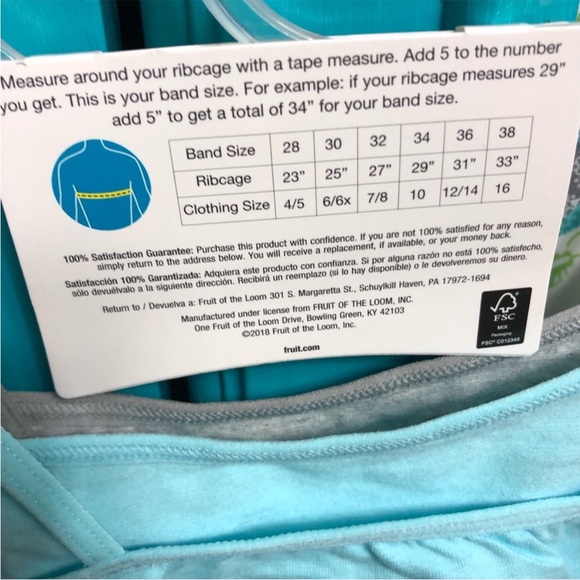 Measure around your ribcage with a tape measure. Add 5 to the number
you get. This is your band size. For example: if your ribcage measures 29"
add 5" to get a total of 34" for your band size.
Band Size 28 30 32 34 36 38
Ribcage 23" 25" 27" 29" 31" 33"
Clothing Size 4/5 6/6x 7/8 10 12/14 16
100% Satisfaction Guarantee: Purchase this product with confidence. If you are not 100% satisfied for any reason,
simply return to the address below. You will receive a replacement, if available, or your money back.
Satisfacción 100% Garantizada: Adquiera este producto con confianza. Si por alguna razón no está 100% satisfecho,
sólo devuélvalo a la siguiente dirección. Recibirá un reemplazo (si lo hay disponible) o le devolveremos su dinero.
Return to / Devuelva a: Fruit of the Loom 301 S. Margaretta St., Schuylkill Haven, PA 17972-1694
Manufactured under license from FRUIT OF THE LOOM, INC.
One Fruit of the Loom Drive, Bowling Green, KY 42103
©2018 Fruit of the Loom, Inc.
fruit.com
FSC
MIX
Packaging
FSC® C012345